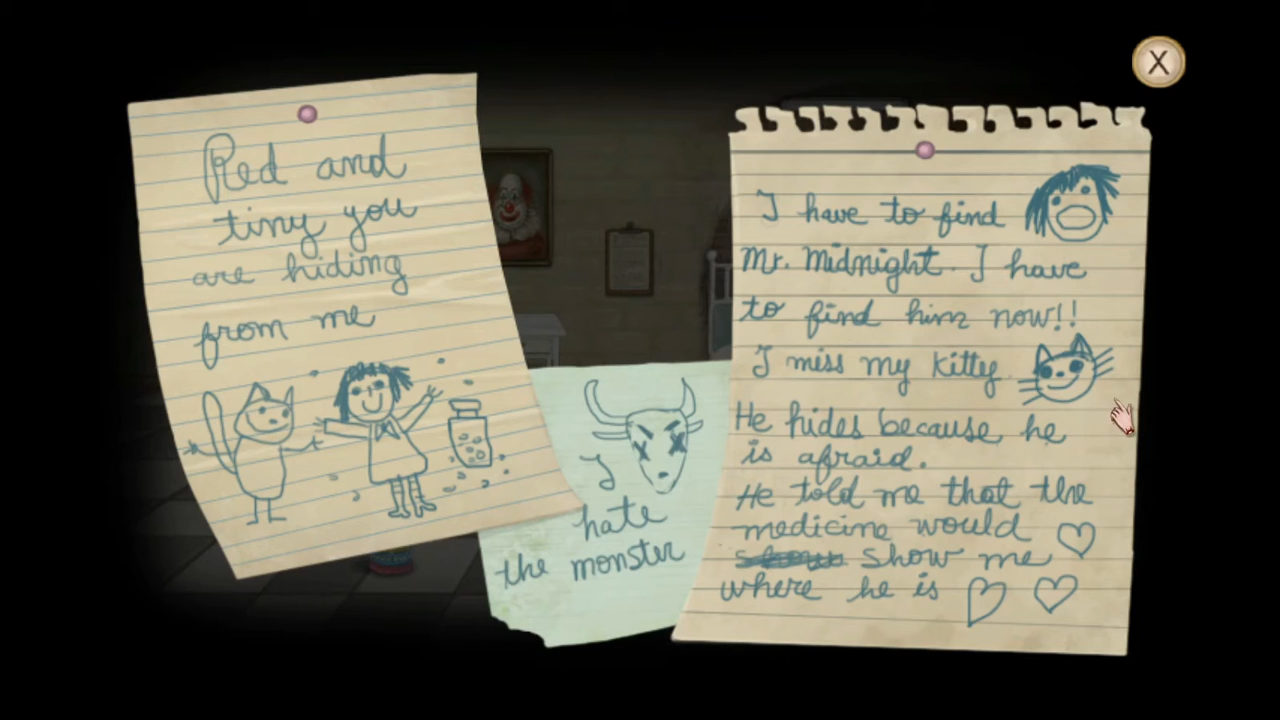 Red and
tiny you
are hiding
from me
I
hate
the monster
I have to find
Mr. Midnight. I have
to find him now!!
I miss my kitty.
He hides because he
is afraid.
He told me that the
medicine would
show me
where he is
X